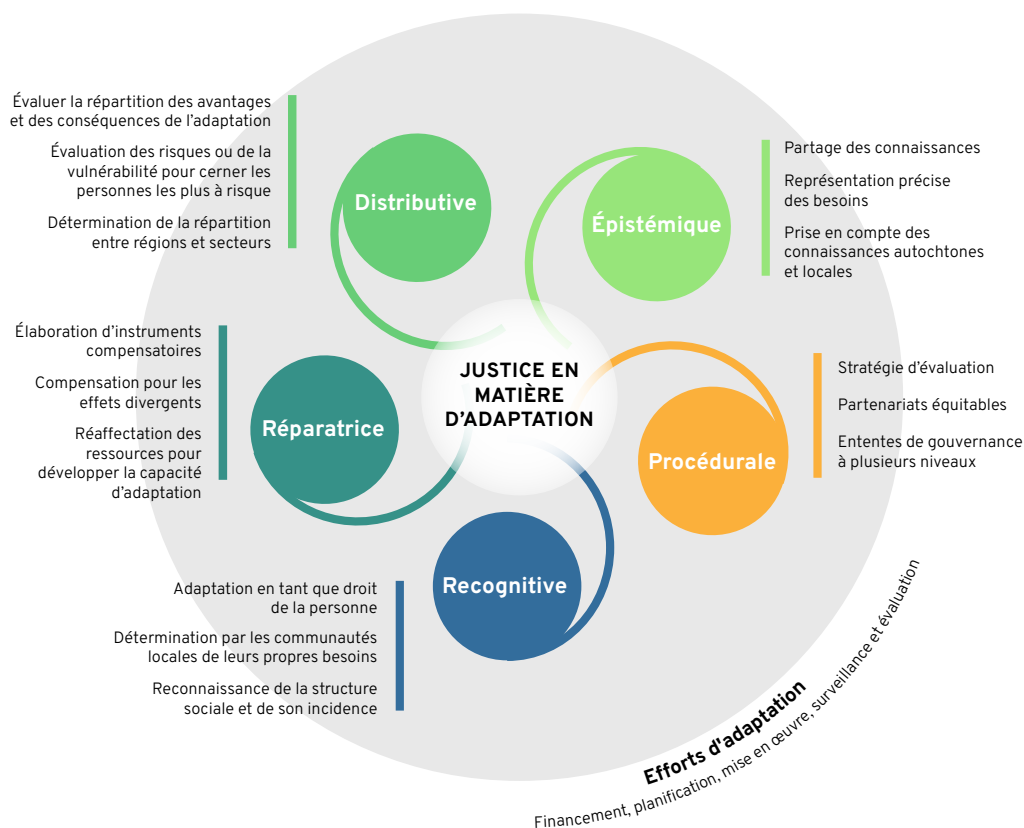 Évaluer la répartition des avantages
et des conséquences de l'adaptation
Évaluation des risques ou de la
vulnérabilité pour cerner les
personnes les plus à risque
Détermination de la répartition
entre régions et secteurs
Distributive
Épistémique
Partage des connaissances
Représentation précise
des besoins
Prise en compte des
connaissances autochtones
et locales
JUSTICE EN
MATIÈRE
D'ADAPTATION
Élaboration d'instruments
compensatoires
Compensation pour les
effets divergents
Réaffectation des
ressources pour
développer la capacité
d'adaptation
Réparatrice
Procédurale
Stratégie d'évaluation
Partenariats équitables
Ententes de gouvernance
à plusieurs niveaux
Recognitive
Adaptation en tant que droit
de la personne
Détermination par les communautés
locales de leurs propres besoins
Reconnaissance de la structure
sociale et de son incidence
Efforts d'adaptation
Financement, planification, mise en œuvre, surveillance et évaluation